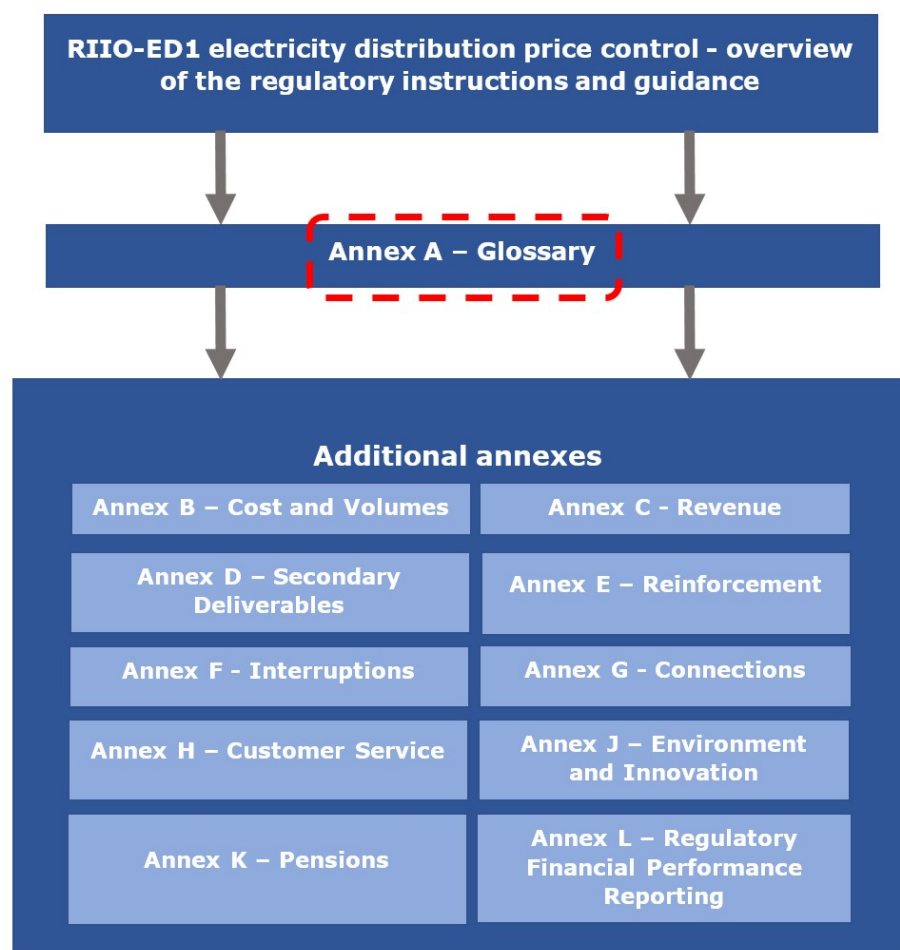 RIIO-ED1 electricity distribution price control - overview
of the regulatory instructions and guidance
Annex A – Glossary
Additional annexes
Annex B – Cost and Volumes
Annex C - Revenue
Annex D – Secondary
Deliverables
Annex E – Reinforcement
Annex F - Interruptions
Annex G - Connections
Annex H – Customer Service
Annex J – Environment
and Innovation
Annex K – Pensions
Annex L – Regulatory
Financial Performance
Reporting